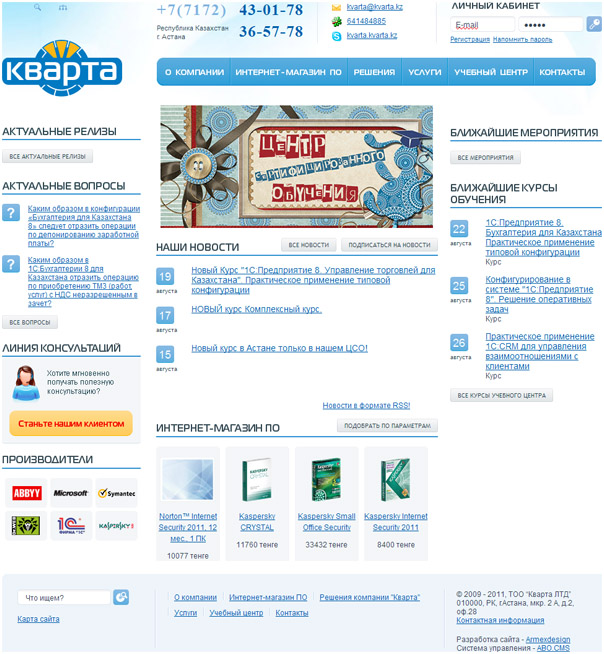 +7(7172) 43-01-78
36-57-78
Республика Казахстан
г. Астана
kvarta@kvarta.kz
641484885
kvarta.kvarta.kz
ЛИЧНЫЙ КАБИНЕТ
E-mail
Регистрация Напомнить пароль
КВАРТА
О КОМПАНИИ ИНТЕРНЕТ-МАГАЗИН ПО РЕШЕНИЯ УСЛУГИ УЧЕБНЫЙ ЦЕНТР КОНТАКТЫ
АКТУАЛЬНЫЕ РЕЛИЗЫ
ВСЕ АКТУАЛЬНЫЕ РЕЛИЗЫ
АКТУАЛЬНЫЕ ВОПРОСЫ
?
Каким образом в конфигурации
«Бухгалтерия для Казахстана
8» следует отразить операции
по депонированию заработной
платы?
?
Каким образом в
1С:Бухгалтерии 8 для
Казахстана отразить операцию
по приобретению ТМЗ (работ,
услуг) с НДС неразрешенным в
зачет?
ВСЕ ВОПРОСЫ
ЛИНИЯ КОНСУЛЬТАЦИЙ
Хотите мгновенно
получать полезную
консультацию?
Станьте нашим клиентом
ПРОИЗВОДИТЕЛИ
ABBYY Microsoft Symantec
1С ФИРМА "1С" KASPERSKY
ЦЕНТР
сертифицированного
ОБУЧЕНИЯ
НАШИ НОВОСТИ
ВСЕ НОВОСТИ ПОДПИСАТЬСЯ НА НОВОСТИ
19
августа
Новый Курс "1С:Предприятие 8. Управление торговлей для
Казахстана". Практическое применение типовой
конфигурации
17
августа
НОВЫЙ курс Комплексный курс.
15
августа
Новый курс в Астане только в нашем ЦСО!
Новости в формате RSS!
ИНТЕРНЕТ-МАГАЗИН ПО
ПОДОБРАТЬ ПО ПАРАМЕТРАМ
Norton™ Internet
Security 2011, 12
мес., 1 ПК
10077 тенге
Kaspersky
CRYSTAL
11760 тенге
Kaspersky Small
Office Security
33432 тенге
Kaspersky Internet
Security 2011
8400 тенге
БЛИЖАЙШИЕ МЕРОПРИЯТИЯ
ВСЕ МЕРОПРИЯТИЯ
БЛИЖАЙШИЕ КУРСЫ
ОБУЧЕНИЯ
22
августа
1С:Предприятие 8.
Бухгалтерия для Казахстана
Практическое применение
типовой конфигурации
Курс
25
августа
Конфигурирование в
системе "1С:Предприятие
8". Решение оперативных
задач
Курс
26
августа
Практическое применение
1С:CRM для управления
взаимоотношениями с
клиентами
Курс
ВСЕ КУРСЫ УЧЕБНОГО ЦЕНТРА
Что ищем?
Карта сайта
О компании Интернет-магазин ПО Решения компании "Кварта"
Услуги Учебный центр Контакты
© 2009 - 2011, ТОО "Кварта ЛТД"
010000, РК, г.Астана, мкр. 2 А, д.2,
оф.28
Контактная информация
Разработка сайта - Armexdesign
Система управления - ABO.CMS